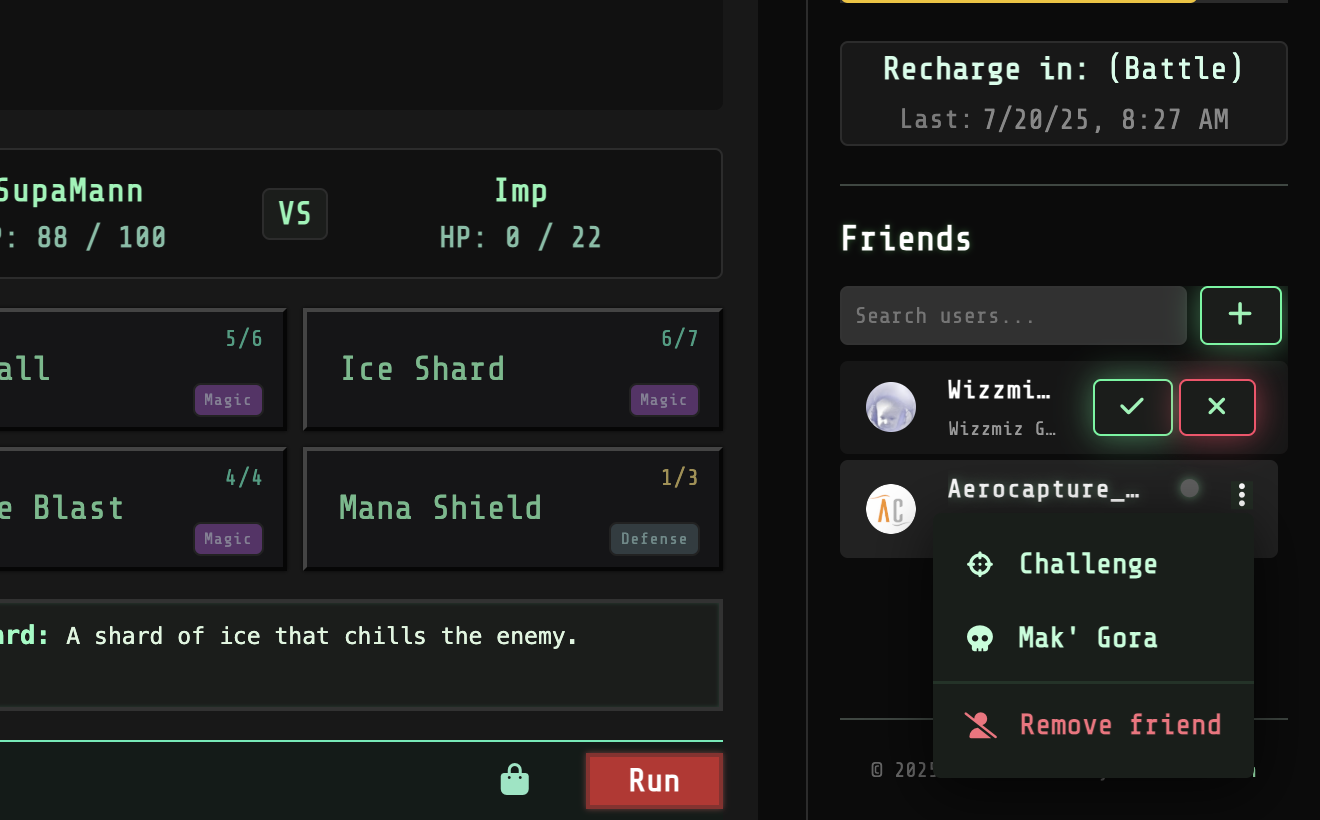 Recharge in: (Battle)
Last: 7/20/25, 8:27 AM
SupaMann
: 88 / 100
VS
Imp
HP: 0 / 22
5/6
all
Magic
6/7
Ice Shard
Magic
4/4
e Blast
Magic
1/3
Mana Shield
Defense
ard: A shard of ice that chills the enemy.
Run
Friends
Search users...
Wizzmi…
Wizzmiz G…
Aerocapture_…
AC
Challenge
Mak' Gora
Remove friend
© 2025